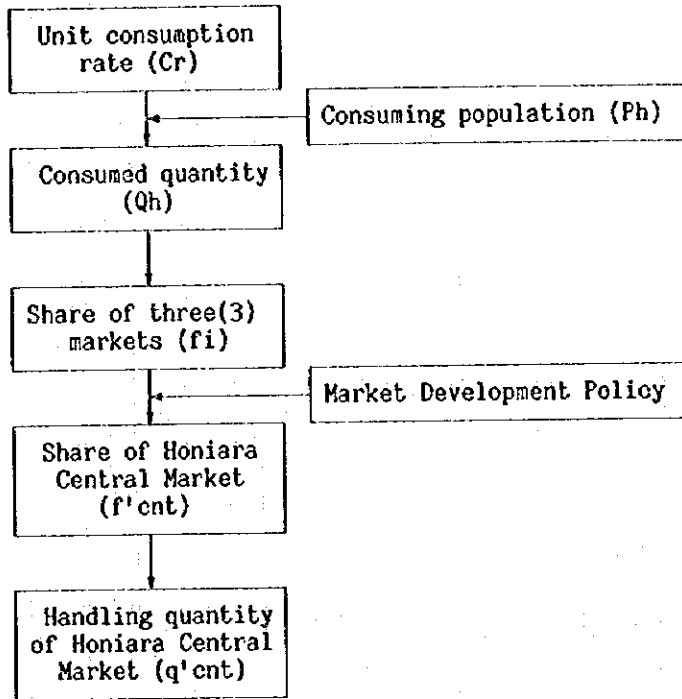 Unit consumption
rate (Cr)
Consuming population (Ph)
Consumed quantity
(Qh)
Share of three(3)
markets (fi)
Market Development Policy
Share of Honiara
Central Market
(f'cnt)
Handling quantity
of Honiara Central
Market (q'cnt)